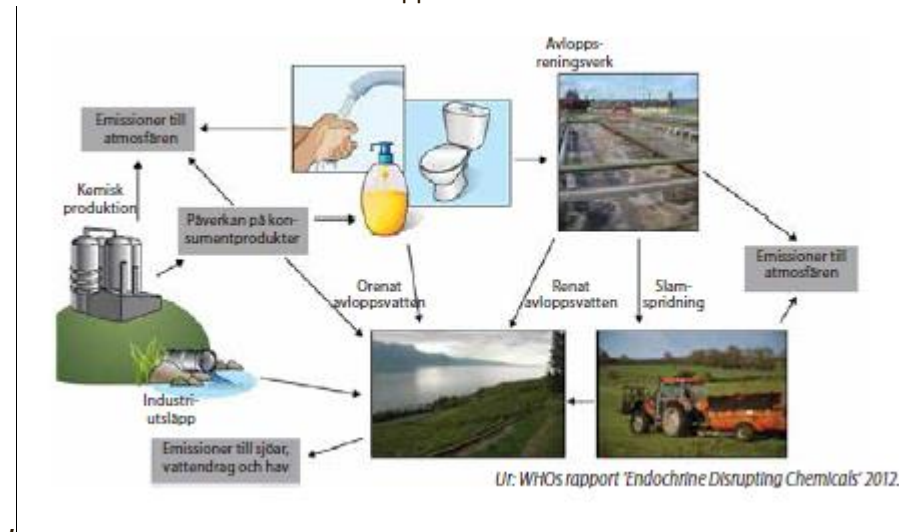 Avlopps-
reningsverk
Emissioner till
atmosfären
Kemisk
produktion
Påverkan på kon-
sumentprodukter
Emissioner till
atmosfären
Orenat
avloppsvatten
Renat
avloppsvatten
Slam-
spridning
Industri-
utsläpp
Emissioner till sjöar,
vattendrag och hav
Ur: WHOs rapport 'Endochrine Disrupting Chemicals' 2012.